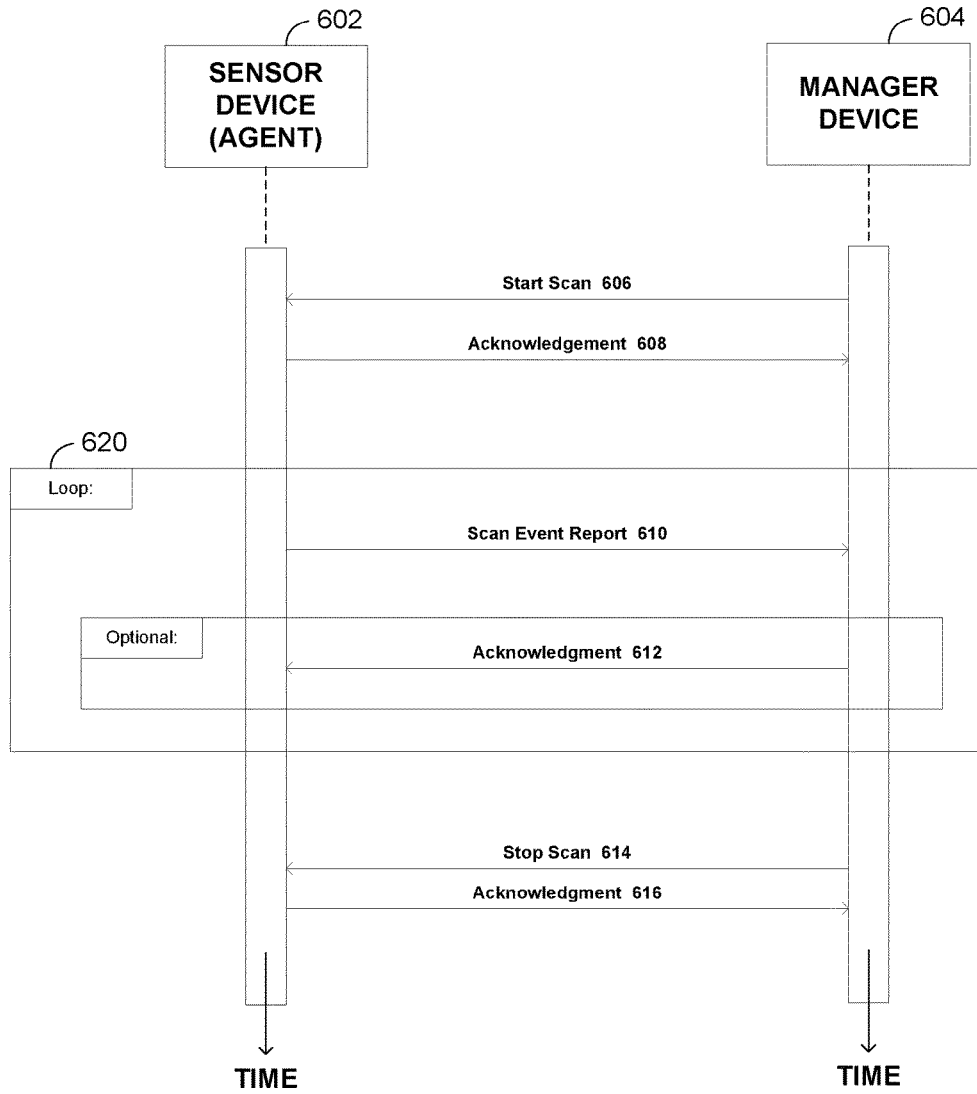 602
604
SENSOR
DEVICE
(AGENT)
MANAGER
DEVICE
Start Scan 606
Acknowledgement 608
620
Loop:
Scan Event Report 610
Optional:
Acknowledgment 612
Stop Scan 614
Acknowledgment 616
TIME
TIME